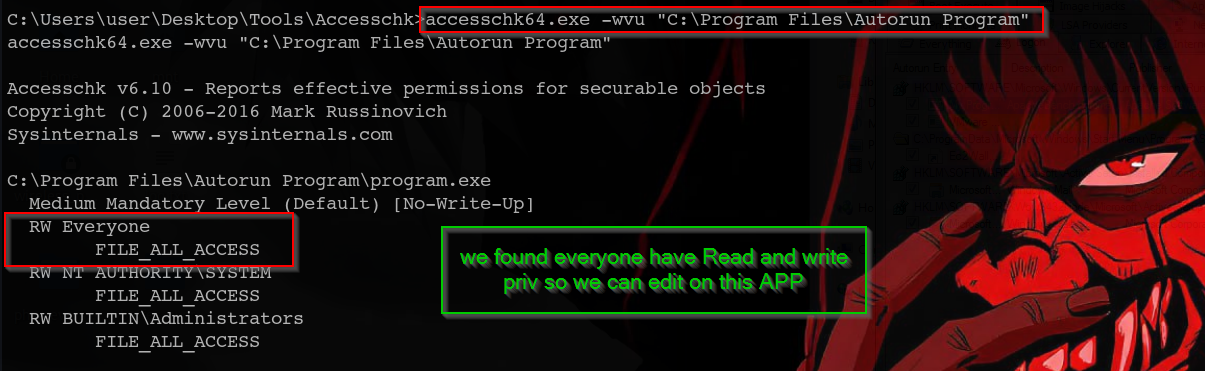 C:\Users\user\Desktop\Tools\Accesschk>accesschk64.exe -wvu "C:\Program Files\Autorun Program"
accesschk64.exe -wvu "C:\Program Files\Autorun Program"
Accesschk v6.10 - Reports effective permissions for securable objects
Copyright (C) 2006-2016 Mark Russinovich
Sysinternals - www.sysinternals.com
C:\Program Files\Autorun Program\program.exe
Medium Mandatory Level (Default) [No-Write-Up]
RW Everyone
FILE_ALL_ACCESS
RW NT AUTHORITY\SYSTEM
FILE_ALL_ACCESS
RW BUILTIN\Administrators
FILE_ALL_ACCESS
we found everyone have Read and write
priv so we can edit on this APP